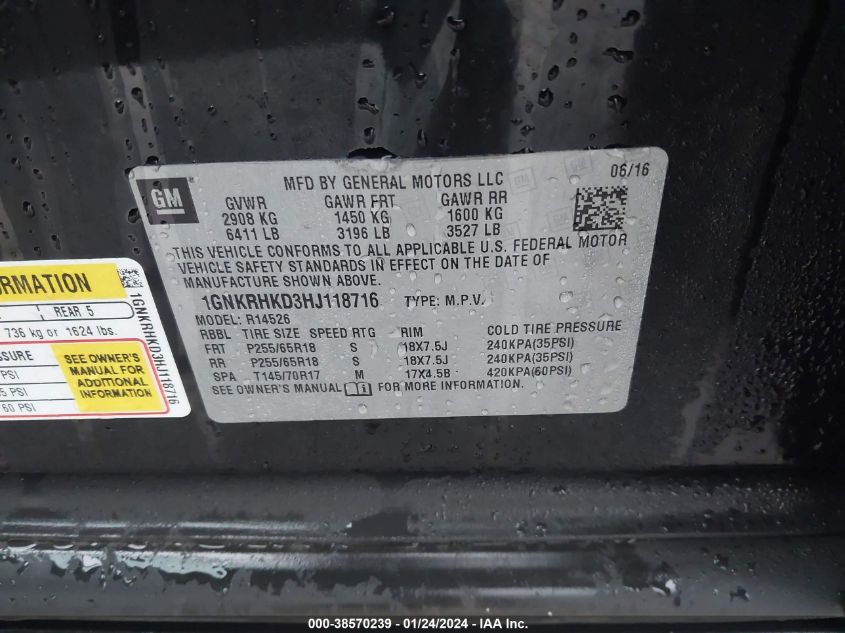 MFD BY GENERAL MOTORS LLC 06/16
GM
GVWR GAWR FRT GAWR RR
2908 KG 1450 KG 1600 KG
6411 LB 3196 LB 3527 LB
THIS VEHICLE CONFORMS TO ALL APPLICABLE U.S. FEDERAL MOTOR
VEHICLE SAFETY STANDARDS IN EFFECT ON THE DATE OF
MANUFACTURE SHOWN ABOVE.
1GNKRHKD3HJ118716 TYPE: M.P.V.
MODEL: R14526
RBBL TIRE SIZE SPEED RTG RIM COLD TIRE PRESSURE
FRT P255/65R18 S 18X7.5J 240KPA(35PSI)
RR P255/65R18 S 18X7.5J 240KPA(35PSI)
SPA T145/70R17 M 17X4.5B 420KPA(60PSI)
SEE OWNER'S MANUAL FOR MORE INFORMATION.
ORMATION
REAR 5
736 kg or 1624 lbs.
SSURE
PSI
5 PSI
60 PSI
SEE OWNER'S
MANUAL FOR
ADDITIONAL
INFORMATION
1GNKRHKD3HJ118716
000-38570239 - 01/24/2024 - IAA Inc.